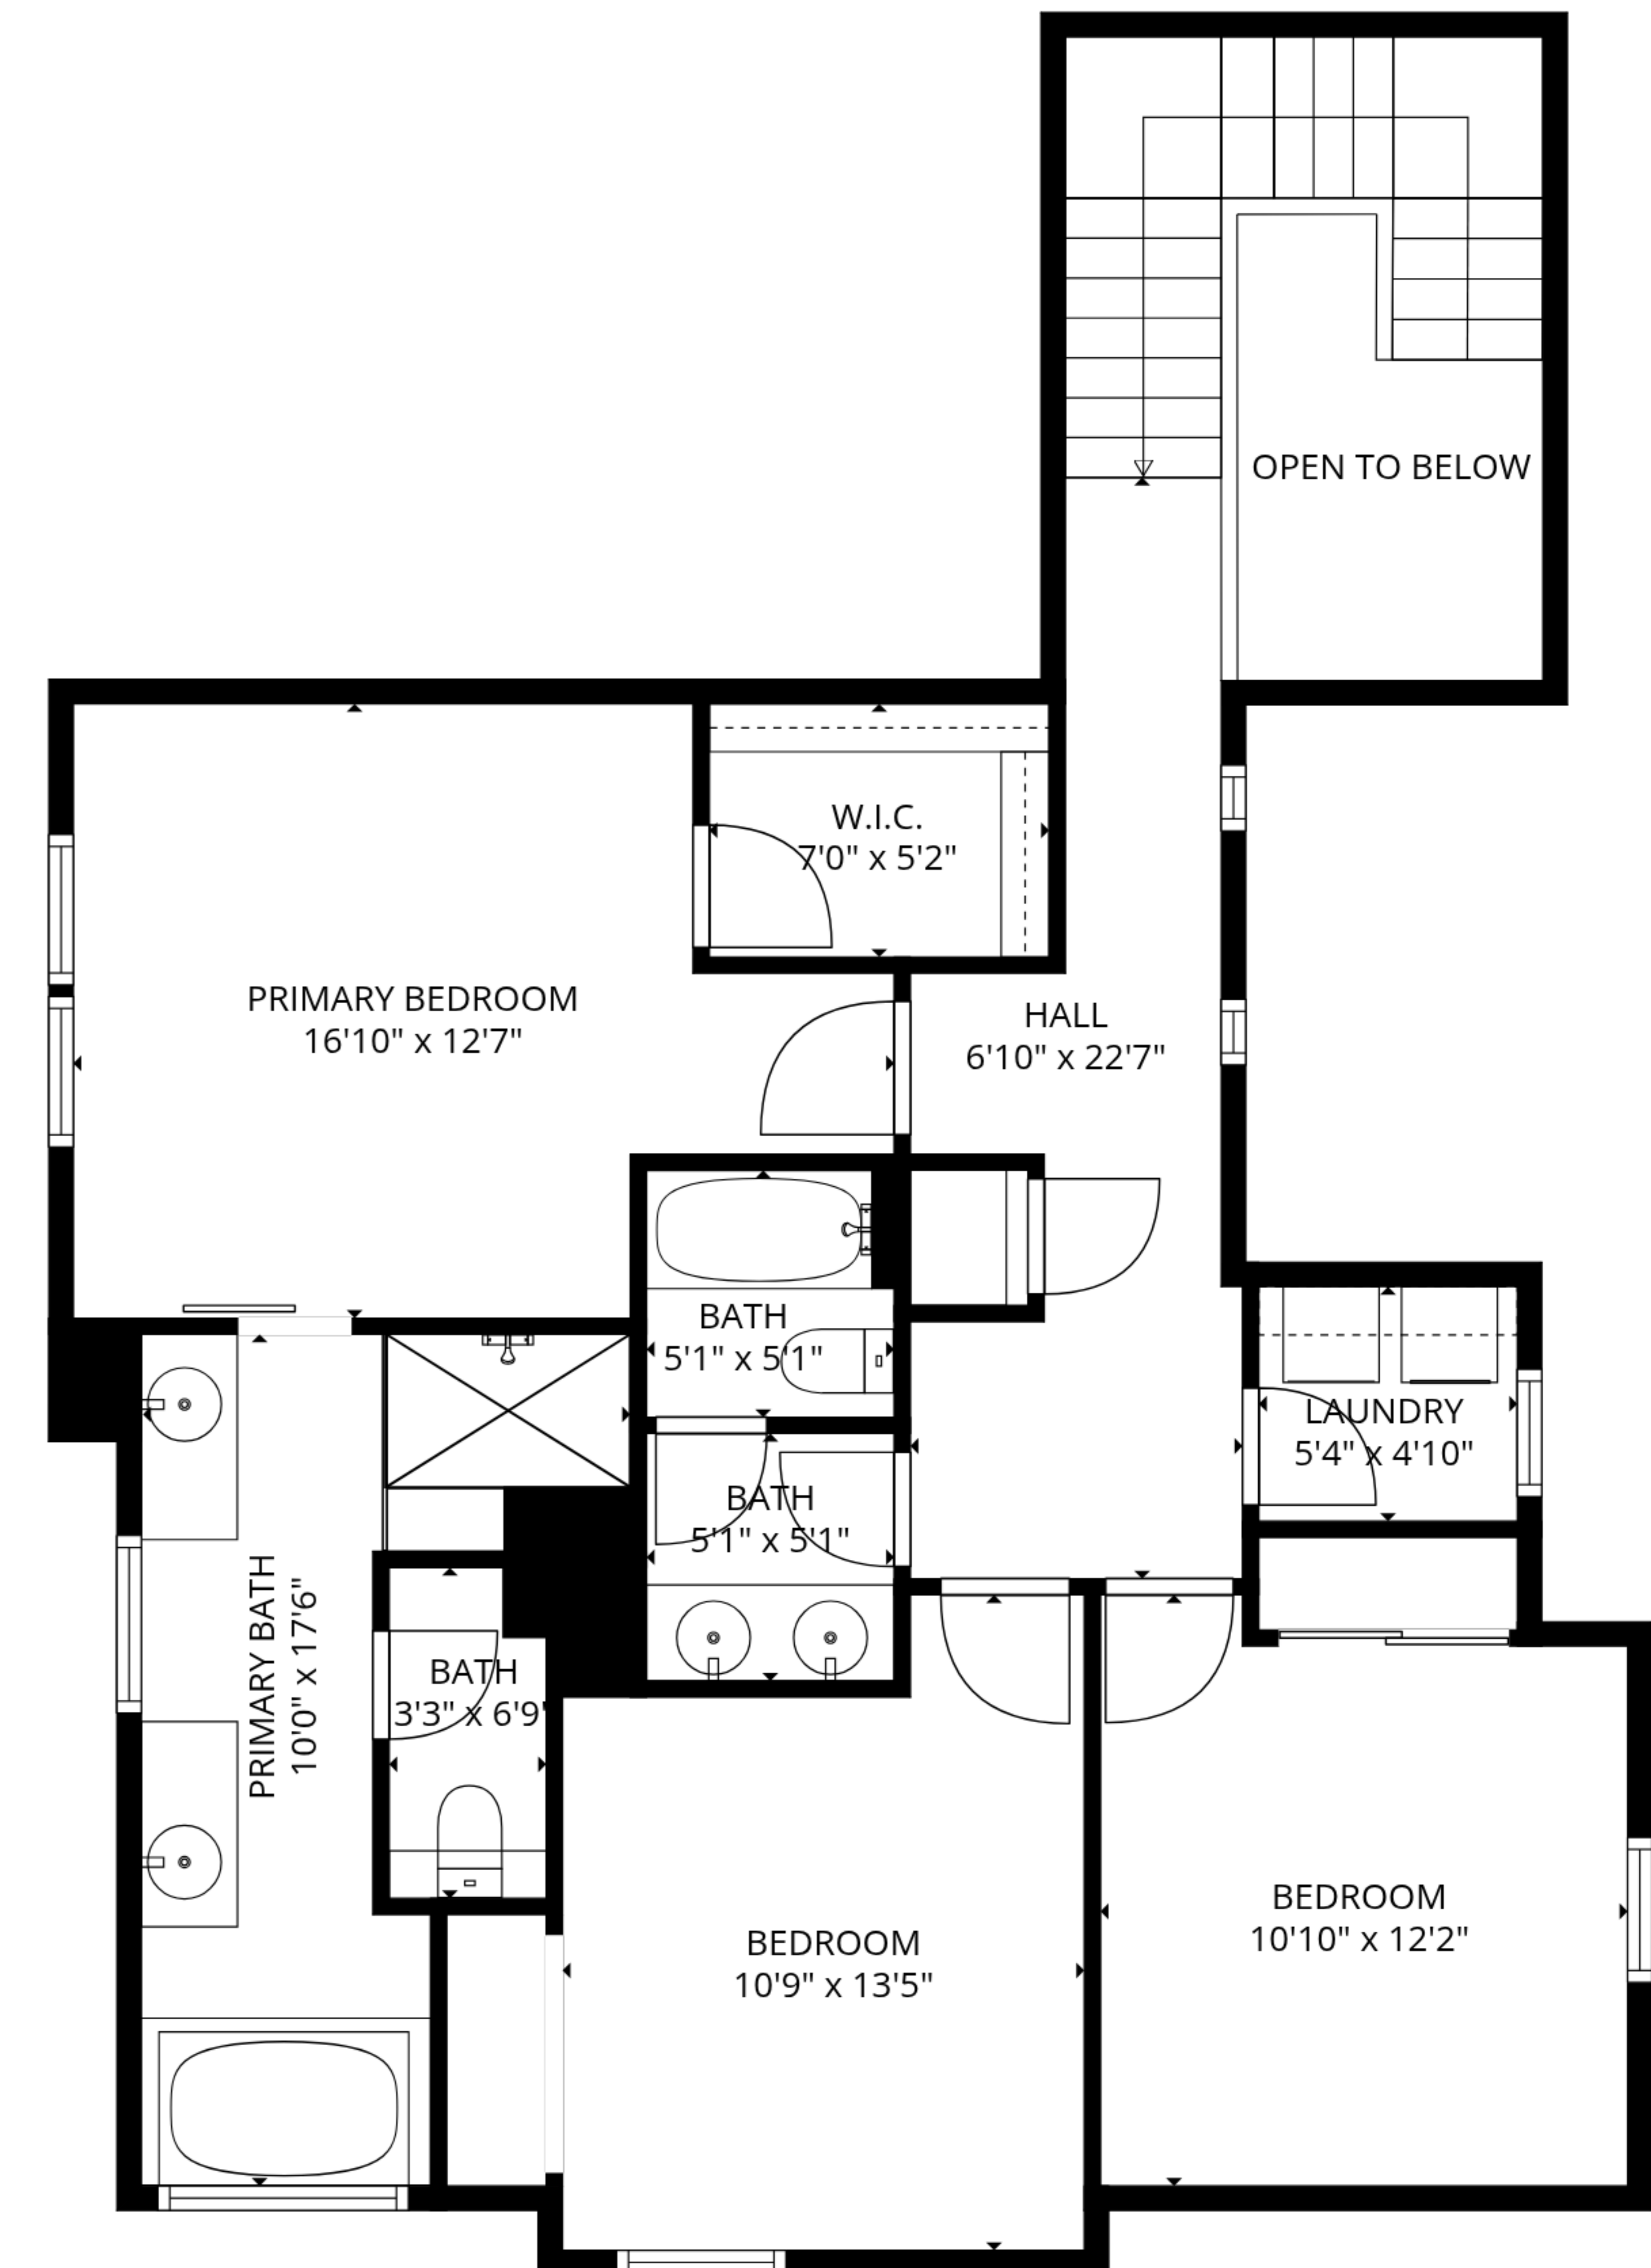 OPEN TO BELOW
W.I.C.
7'0" x 5'2"
PRIMARY BEDROOM
16'10" x 12'7"
HALL
6'10" x 22'7"
BATH
5'1" x 5'1"
LAUNDRY
5'4" x 4'10"
BATH
5'1" x 5'1"
PRIMARY BATH
10'0" x 17'6"
BATH
3'3" x 6'9"
BEDROOM
10'9" x 13'5"
BEDROOM
10'10" x 12'2"